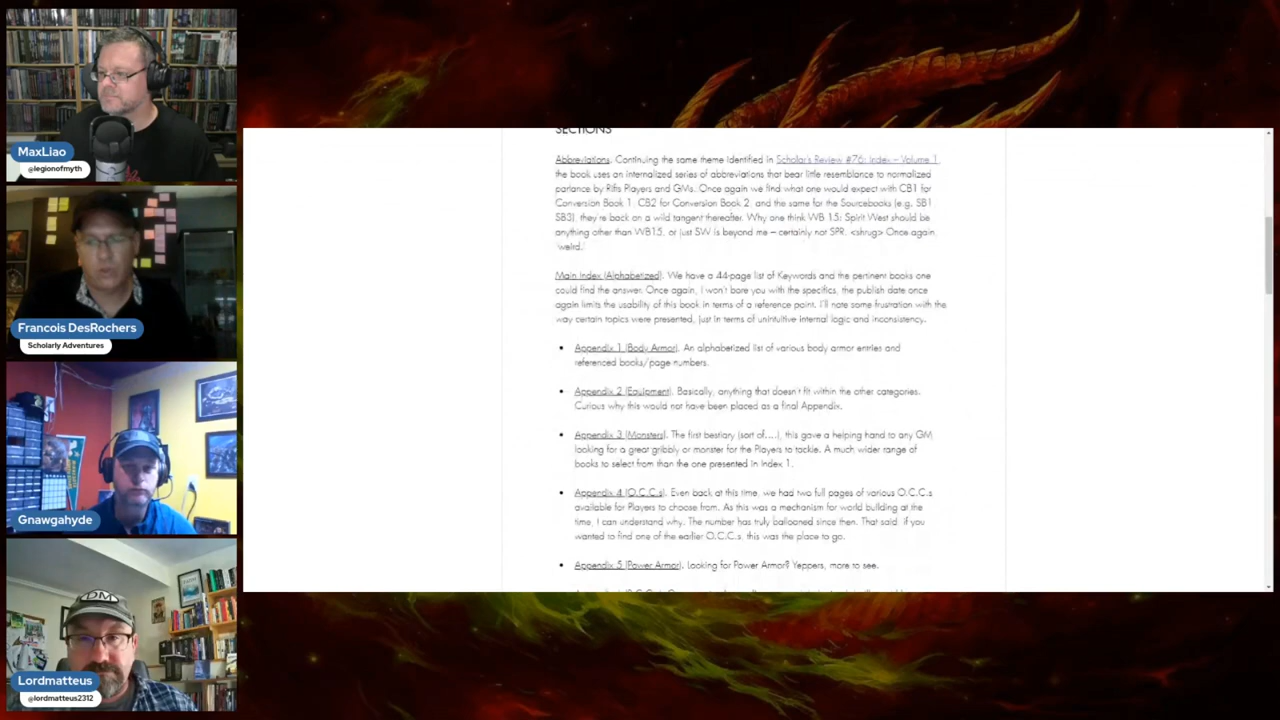 MaxLiao
@legionofmyth
Francois DesRochers
Scholarly Adventures
Gnawgahyde
DM
Lordmatteus
@lordmatteus2312
SECTIONS
Abbreviations. Continuing the same theme identified in Scholar's Review #76: Index – Volume 1,
the book uses an internalized series of abbreviations that bear little resemblance to normalized
parlance by Rifts Players and GMs. Once again we find what one would expect with CB1 for
Conversion Book 1, CB2 for Conversion Book 2, and the same for the Sourcebooks (e.g. SB1
SB3), they're back on a wild tangent thereafter. Why one think WB 15: Spirit West should be
anything other than WB15, or just SW is beyond me – certainly not SPR. <shrug> Once again,
'weird.'
Main Index (Alphabetized). We have a 44-page list of Keywords and the pertinent books one
could find the answer. Once again, I won't bore you with the specifics, the publish date once
again limits the usability of this book in terms of a reference point. I'll note some frustration with the
way certain topics were presented, just in terms of unintuitive internal logic and inconsistency.
• Appendix 1 (Body Armor). An alphabetized list of various body armor entries and
referenced books/page numbers.
• Appendix 2 (Equipment). Basically, anything that doesn't fit within the other categories.
Curious why this would not have been placed as a final Appendix.
• Appendix 3 (Monsters). The first bestiary (sort of....), this gave a helping hand to any GM
looking for a great gribbly or monster for the Players to tackle. A much wider range of
books to select from than the one presented in Index 1.
• Appendix 4 (O.C.C.s). Even back at this time, we had two full pages of various O.C.C.s
available for Players to choose from. As this was a mechanism for world building at the
time, I can understand why. The number has truly ballooned since then. That said, if you
wanted to find one of the earlier O.C.C.s, this was the place to go.
• Appendix 5 (Power Armor). Looking for Power Armor? Yeppers, more to see.